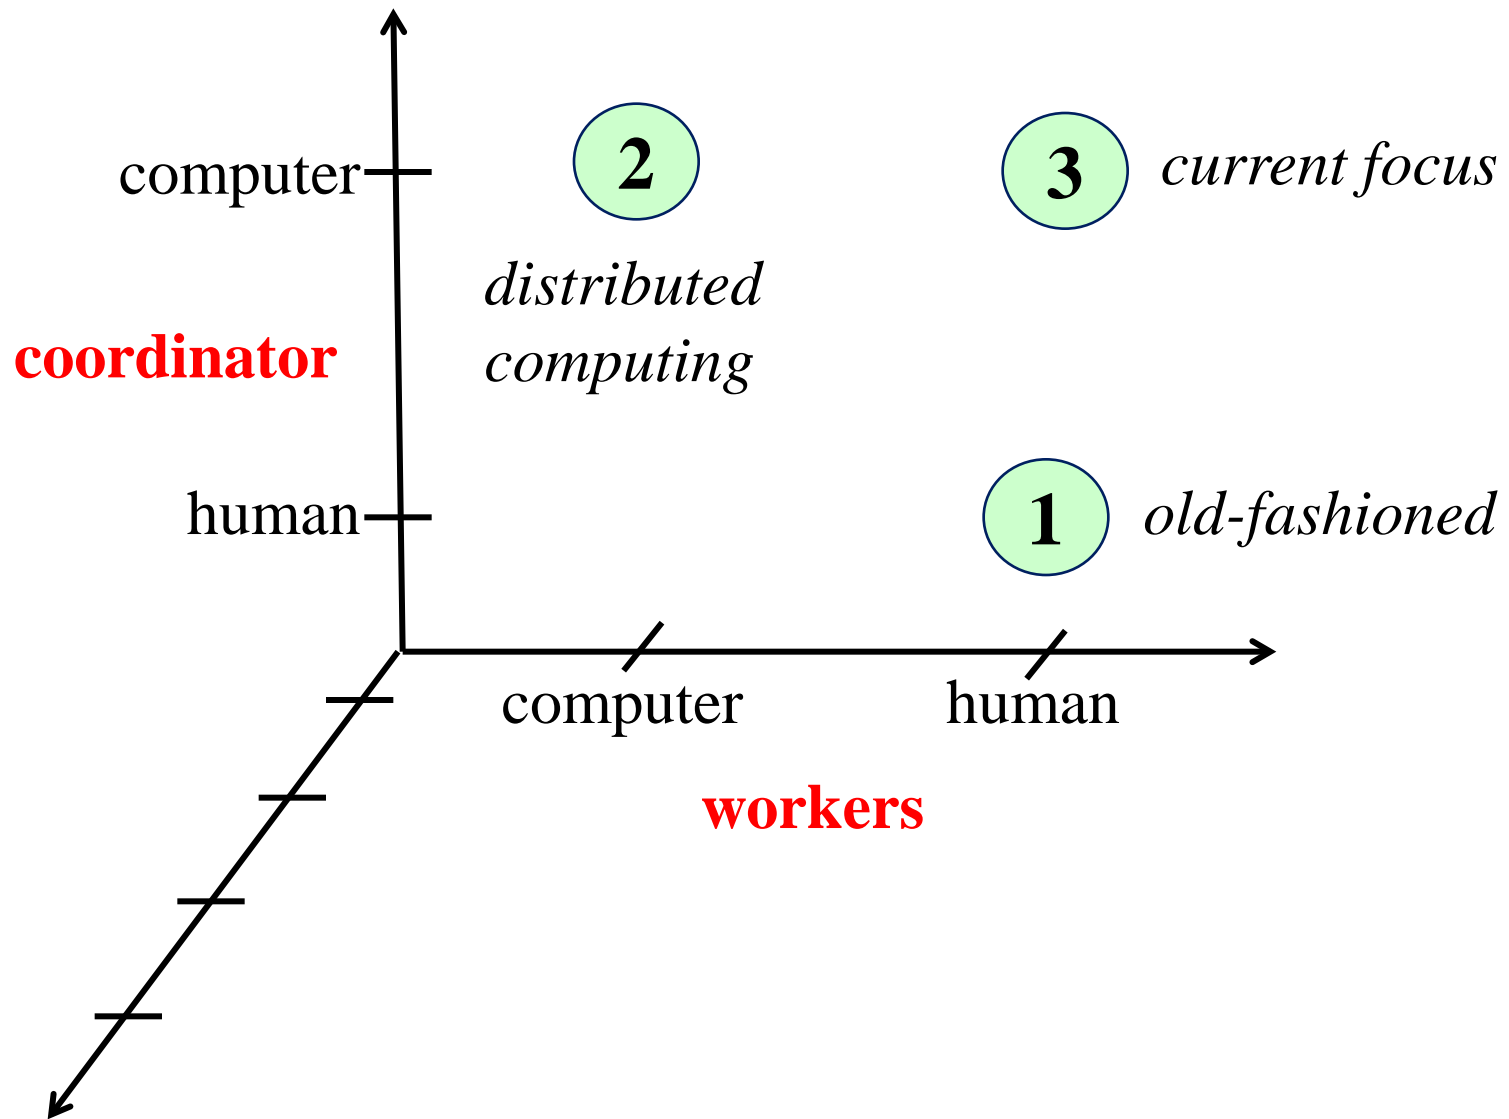 computer
2
3
current focus
distributed
computing
coordinator
human
1
old-fashioned
computer
human
workers